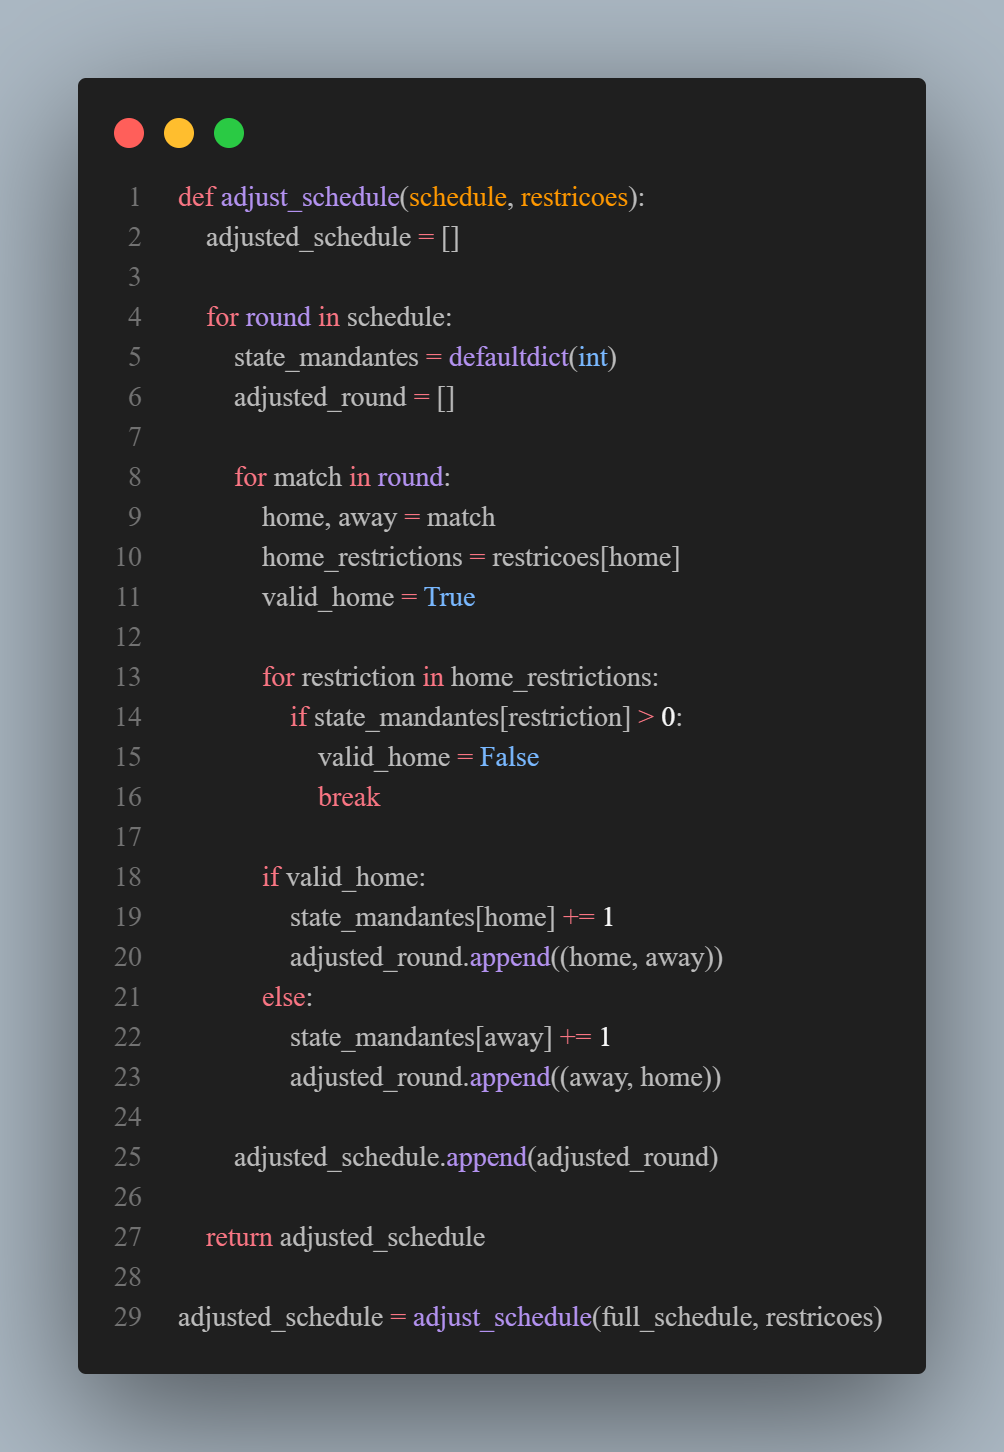 1 def adjust_schedule(schedule, restricoes):
2     adjusted_schedule = []
3
4     for round in schedule:
5         state_mandantes = defaultdict(int)
6         adjusted_round = []
7
8         for match in round:
9             home, away = match
10             home_restrictions = restricoes[home]
11             valid_home = True
12
13             for restriction in home_restrictions:
14                 if state_mandantes[restriction] > 0:
15                     valid_home = False
16                     break
17
18             if valid_home:
19                 state_mandantes[home] += 1
20                 adjusted_round.append((home, away))
21             else:
22                 state_mandantes[away] += 1
23                 adjusted_round.append((away, home))
24
25         adjusted_schedule.append(adjusted_round)
26
27     return adjusted_schedule
28
29 adjusted_schedule = adjust_schedule(full_schedule, restricoes)